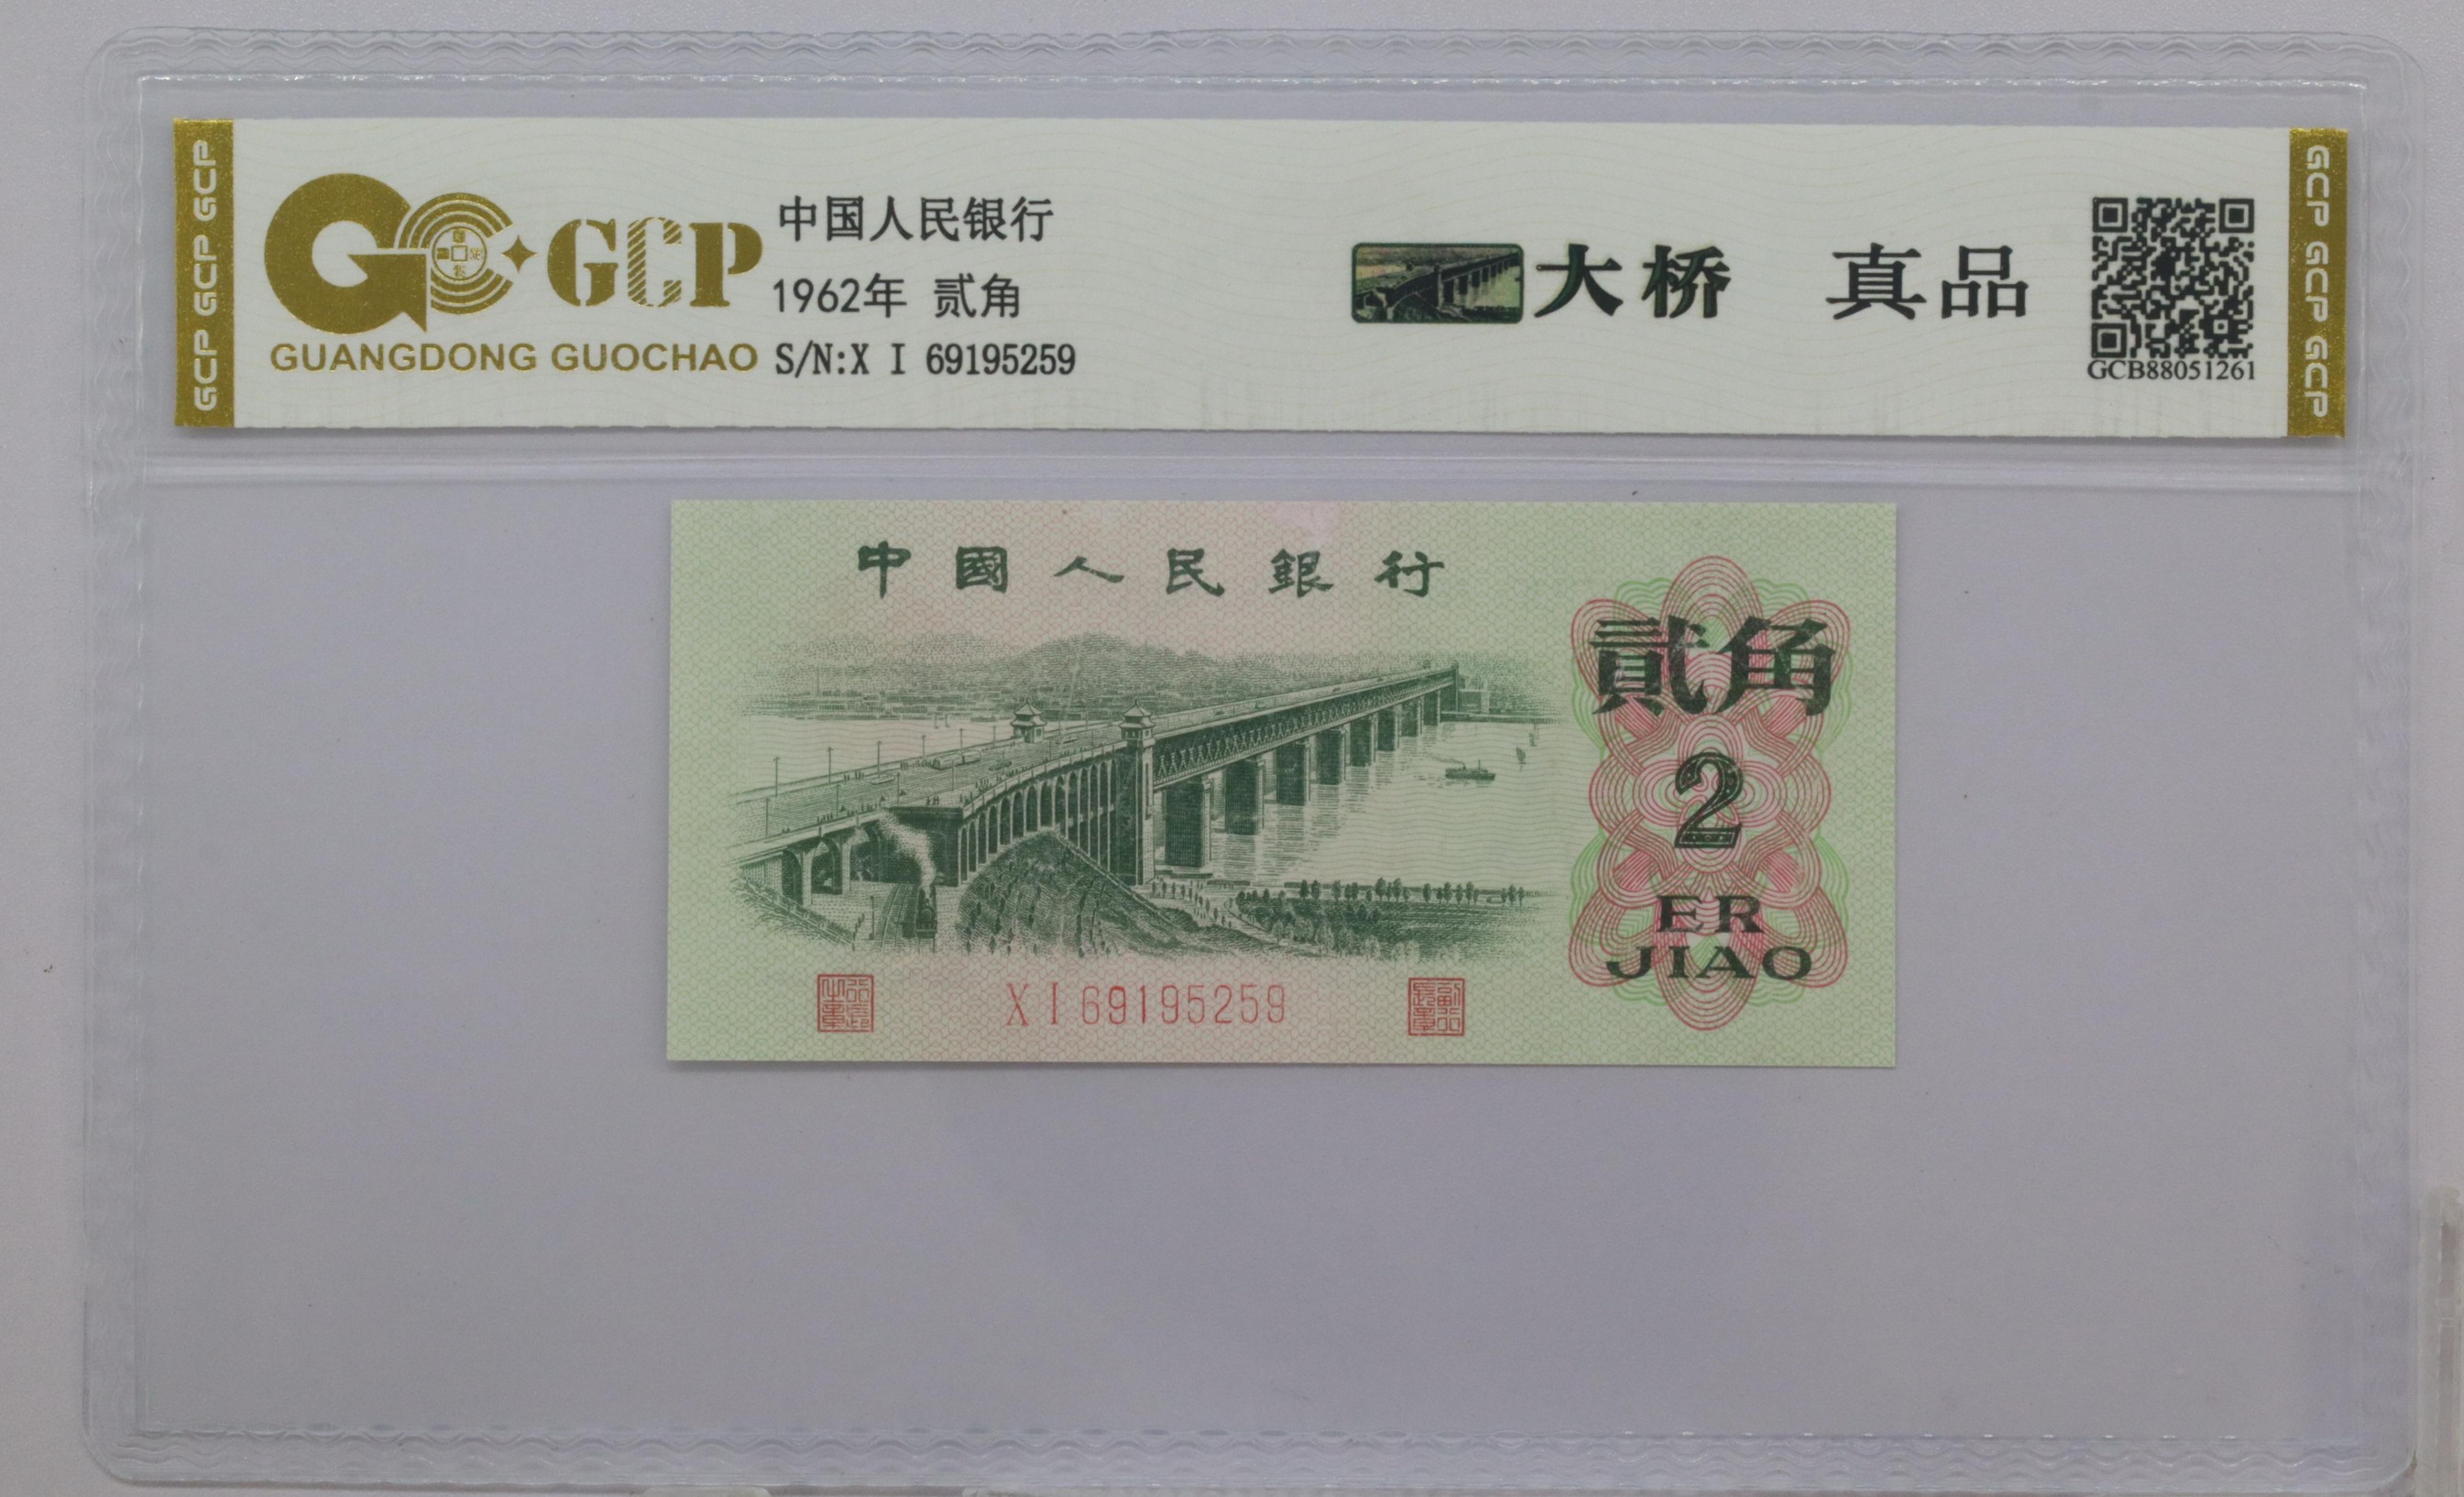 GCP GCP GCP
GCP
GUANGDONG GUOCHAO
中国人民银行
1962年 贰角
S/N:X I 69195259
大桥 真品
GCB88051261
GCP GCP GCP
中國人民銀行
貳角
2
ER
JIAO
X I 69195259